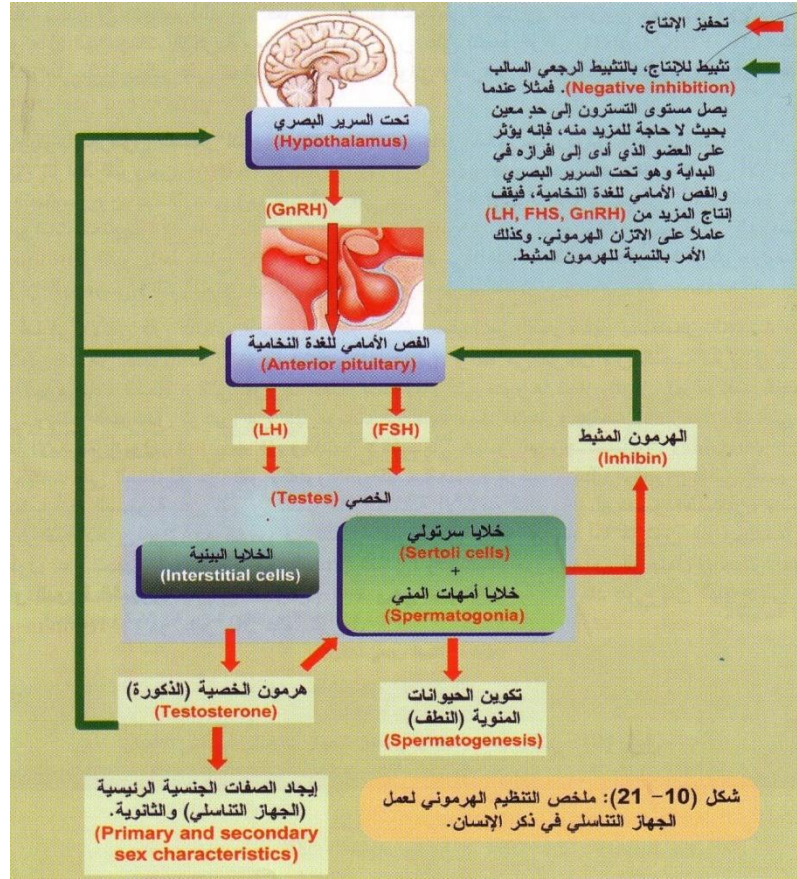 تحفيز الإنتاج.
تثبيط للإنتاج، بالتثبيط الرجعي السالب
(Negative inhibition). فمثلاً عندما
يصل مستوى التسترون إلى حدٍ معين
بحيث لا حاجة للمزيد منه، فإنه يؤثر
على العضو الذي أدى إلى افرازه في
البداية وهو تحت السرير البصري
والفص الأمامي للغدة النخامية، فيقف
إنتاج المزيد من (LH, FHS, GnRH)
عاملاً على الاتزان الهرموني. وكذلك
الأمر بالنسبة للهرمون المثبط.
تحت السرير البصري
(Hypothalamus)
(GnRH)
الفص الأمامي للغدة النخامية
(Anterior pituitary)
(LH)
(FSH)
الهرمون المثبط
(Inhibin)
الخصي (Testes)
خلايا سرتولي
(Sertoli cells)
+
خلايا أمهات المني
(Spermatogonia)
الخلايا البينية
(Interstitial cells)
هرمون الخصية (الذكورة)
(Testosterone)
تكوين الحيوانات
المنوية (النطف)
(Spermatogenesis)
إيجاد الصفات الجنسية الرئيسية
(الجهاز التناسلي) والثانوية.
(Primary and secondary
sex characteristics)
شكل (10– 21): ملخص التنظيم الهرموني لعمل
الجهاز التناسلي في ذكر الإنسان.